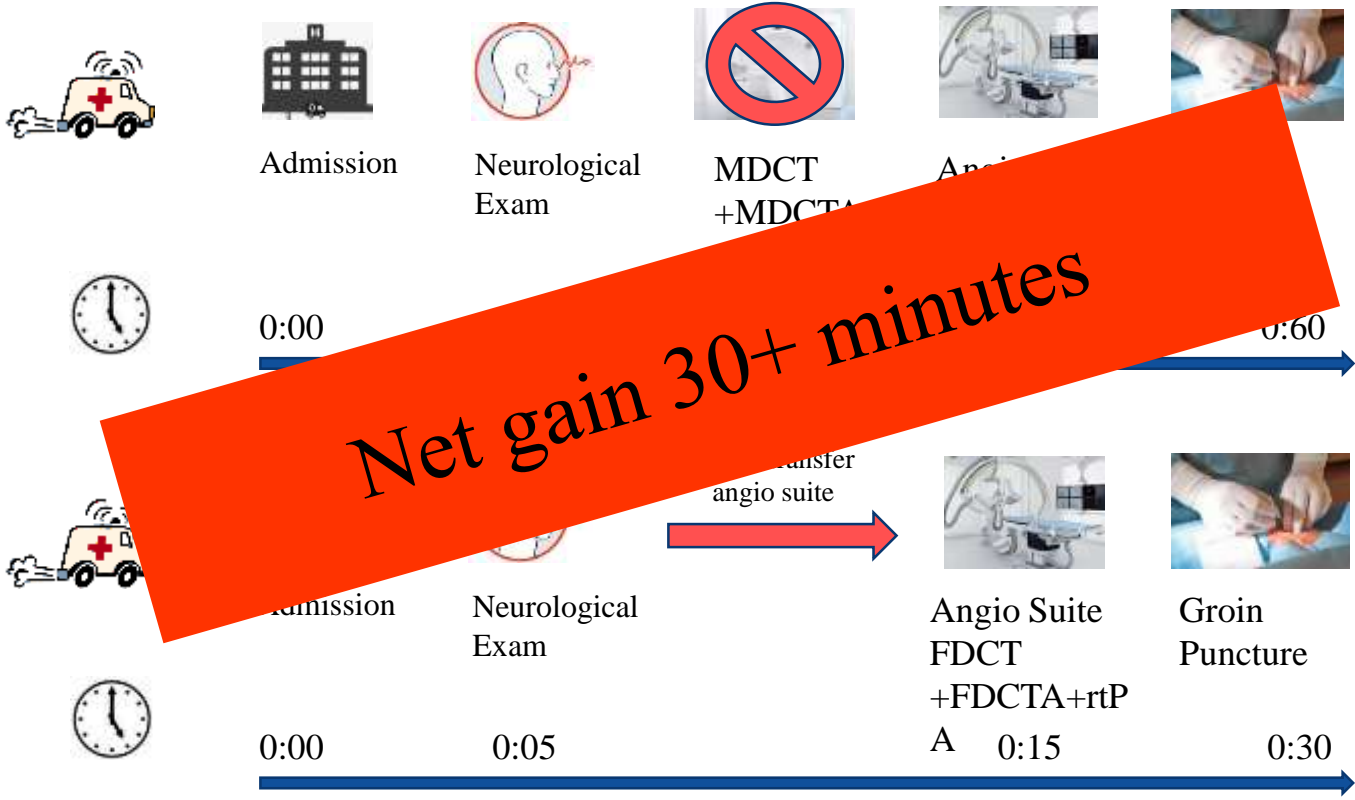 Admission
Neurological
Exam
MDCT
+MDCTA
0:00
0:60
Net gain 30+ minutes
angio suite
Admission
Neurological
Exam
Angio Suite
FDCT
+FDCTA+rtP
A
Groin
Puncture
0:00
0:05
0:15
0:30